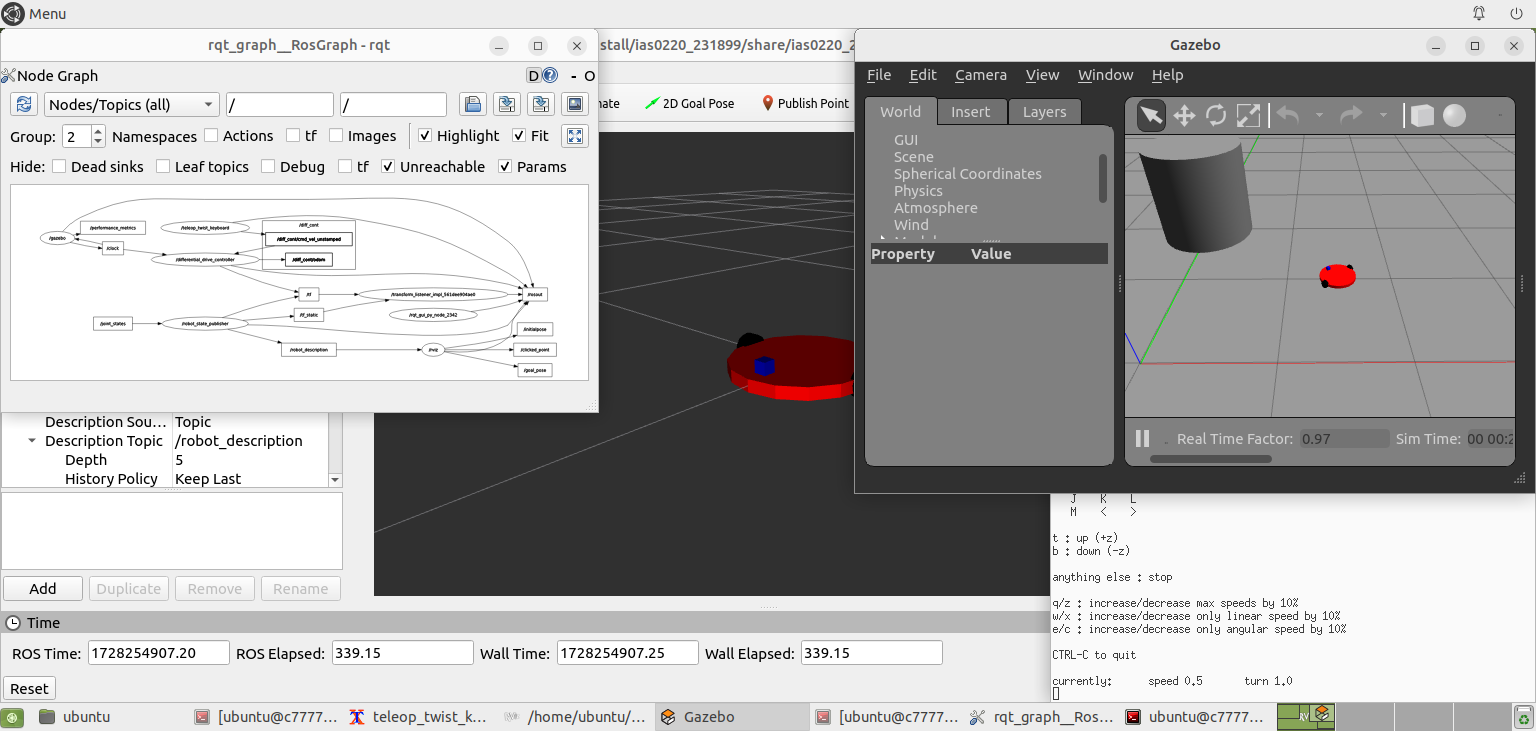 Menu
rqt_graph__RosGraph - rqt
Node Graph
D
- O
Nodes/Topics (all)
/
/
Group: 2 Namespaces Actions tf Images Highlight Fit
Hide: Dead sinks Leaf topics Debug tf Unreachable Params
/gazebo
/performance_metrics
/clock
/teleop_twist_keyboard
/differential_drive_controller
/diff_cont
/diff_cont/cmd_vel_unstamped
/diff_cont/odom
/tf
/tf_static
/rosout
/rqt_gui_py_node_2342
/joint_states
/robot_state_publisher
/robot_description
/rviz
/initialpose
/clicked_point
/goal_pose
stall/ias0220_231899/share/ias0220_2
nate
2D Goal Pose
Publish Point
Description Sou... Topic
Description Topic /robot_description
Depth 5
History Policy Keep Last
Add Duplicate Remove Rename
Time
ROS Time: 1728254907.20 ROS Elapsed: 339.15 Wall Time: 1728254907.25 Wall Elapsed: 339.15
Reset
Gazebo
File Edit Camera View Window Help
World Insert Layers
GUI
Scene
Spherical Coordinates
Physics
Atmosphere
Wind
Property Value
Real Time Factor: 0.97 Sim Time: 00 00:2
J K L
M < >
t : up (+z)
b : down (-z)
anything else : stop
q/z : increase/decrease max speeds by 10%
w/x : increase/decrease only linear speed by 10%
e/c : increase/decrease only angular speed by 10%
CTRL-C to quit
currently: speed 0.5 turn 1.0
ubuntu
[ubuntu@c7777...
teleop_twist_k...
/home/ubuntu/...
Gazebo
[ubuntu@c7777...
rqt_graph__Ros...
ubuntu@c7777...